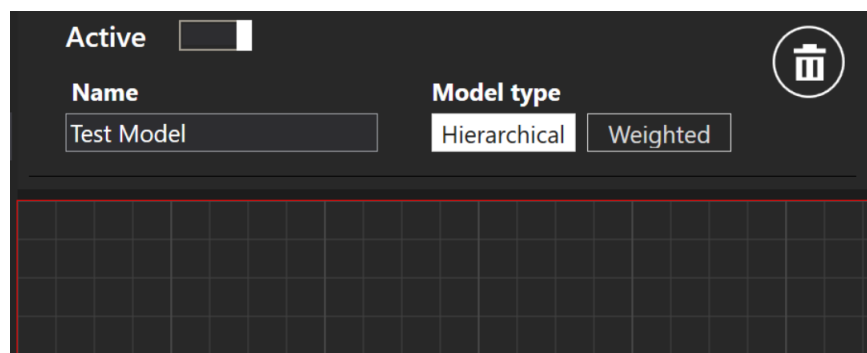 Active
Name
Model type
Test Model
Hierarchical
Weighted